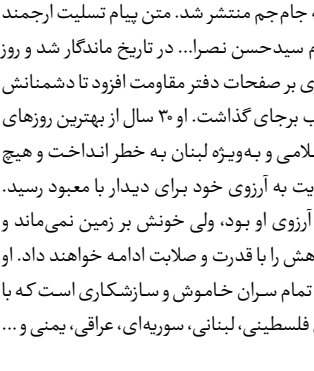 جام‌جم منتشر شد. متن پیام تسلیت ارجمند
سیدحسن نصرا... در تاریخ ماندگار شد و روز
بر صفحات دفتر مقاومت افزود تا دشمنانش
برجای گذاشت. او ۳۰ سال از بهترین روزهای
و به‌ویژه لبنان به خطر انداخت و هیچ
به آرزوی خود برای دیدار با معبود رسید.
آرزوی او بود، ولی خونش بر زمین نمی‌ماند و
را با قدرت و صلابت ادامه خواهند داد. او
تمام سران خاموش و سازشکاری است که با
فلسطینی، لبنانی، سوریه‌ای، عراقی، یمنی و ...